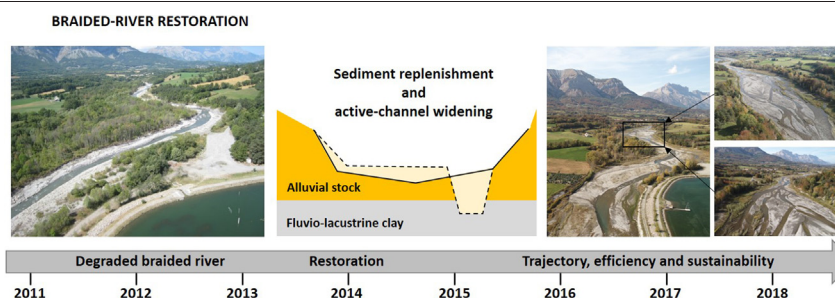 BRAIDED-RIVER RESTORATION
Sediment replenishment
and
active-channel widening
Alluvial stock
Fluvio-lacustrine clay
Degraded braided river
Restoration
Trajectory, efficiency and sustainability
2011 2012 2013 2014 2015 2016 2017 2018